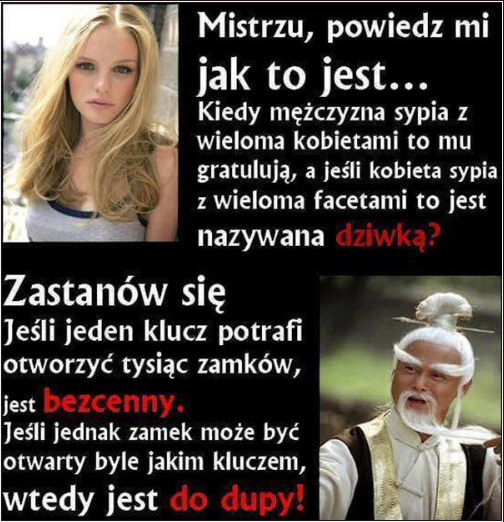 Mistrzu, powiedz mi
jak to jest...
Kiedy mężczyzna sypia z
wieloma kobietami to mu
gratulują, a jeśli kobieta sypia
z wieloma facetami to jest
nazywana dziwką?
Zastanów się
Jeśli jeden klucz potrafi
otworzyć tysiąc zamków,
jest bezcenny.
Jeśli jednak zamek może być
otwarty byle jakim kluczem,
wtedy jest do dupy!